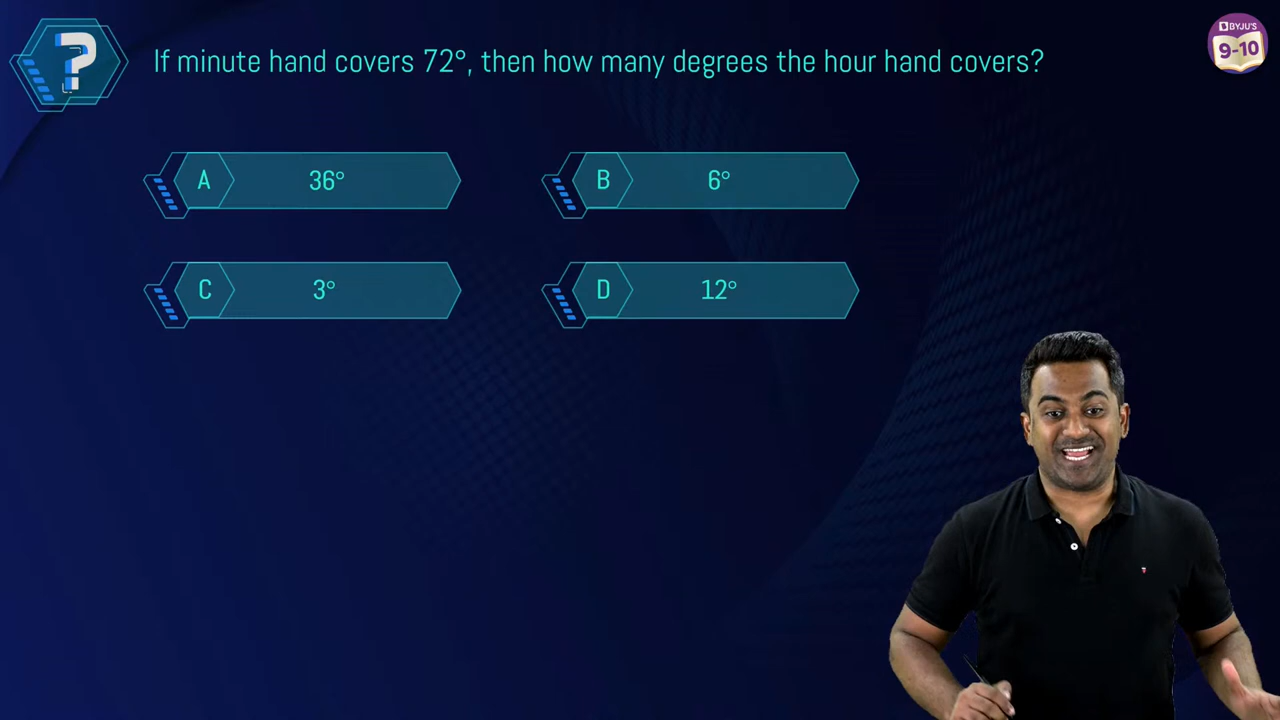 ?
If minute hand covers 72°, then how many degrees the hour hand covers?
BYJU'S
9-10
A 36°
B 6°
C 3°
D 12°